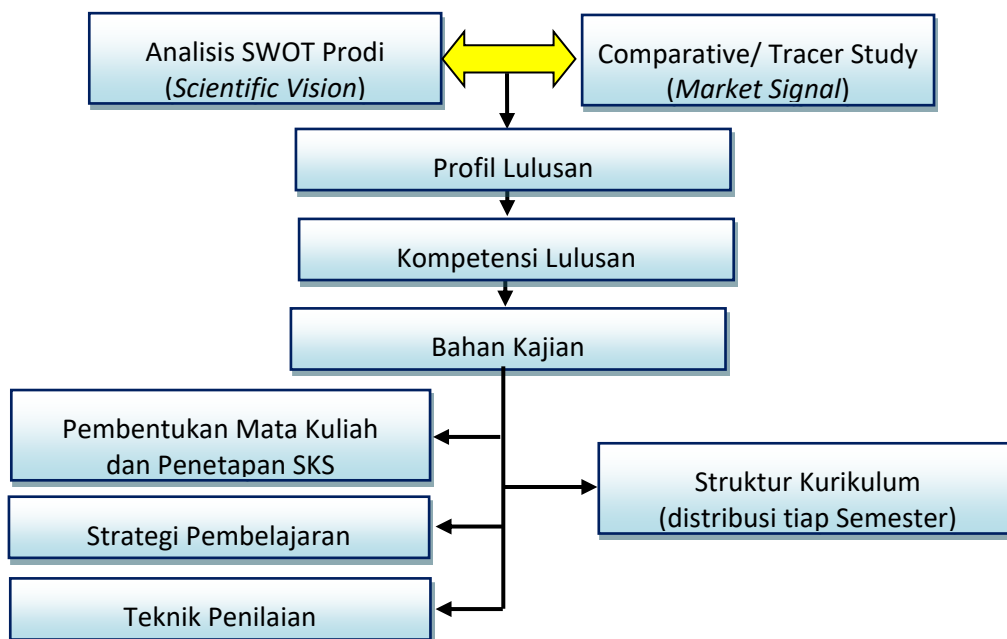 Analisis SWOT Prodi
(Scientific Vision)
Comparative/ Tracer Study
(Market Signal)
Profil Lulusan
Kompetensi Lulusan
Bahan Kajian
Pembentukan Mata Kuliah
dan Penetapan SKS
Struktur Kurikulum
(distribusi tiap Semester)
Strategi Pembelajaran
Teknik Penilaian